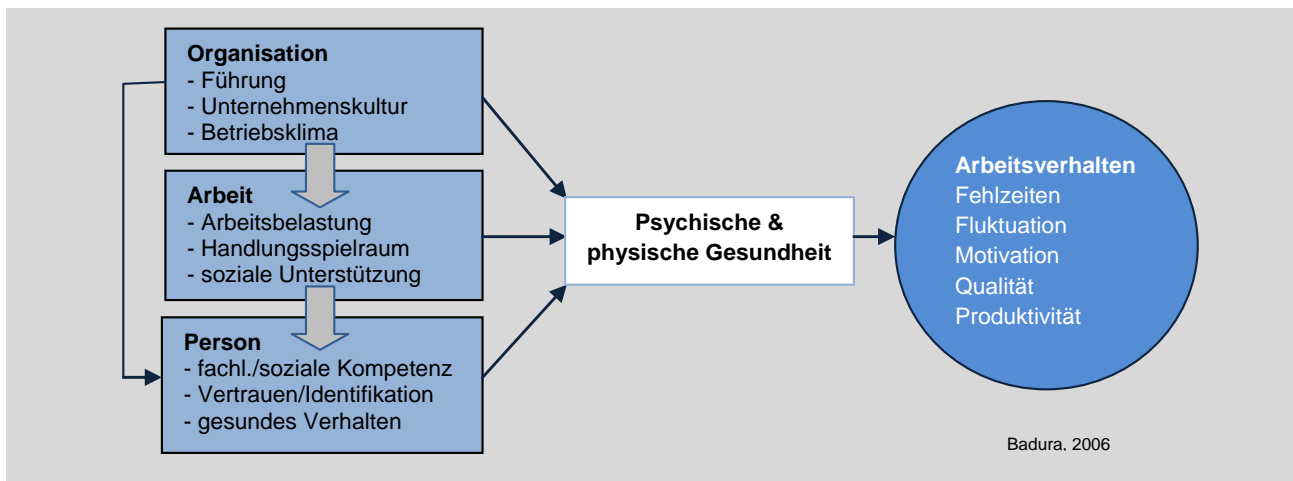 Organisation
- Führung
- Unternehmenskultur
- Betriebsklima
Arbeit
- Arbeitsbelastung
- Handlungsspielraum
- soziale Unterstützung
Person
- fachl./soziale Kompetenz
- Vertrauen/Identifikation
- gesundes Verhalten
Psychische &
physische Gesundheit
Arbeitsverhalten
Fehlzeiten
Fluktuation
Motivation
Qualität
Produktivität
Badura, 2006